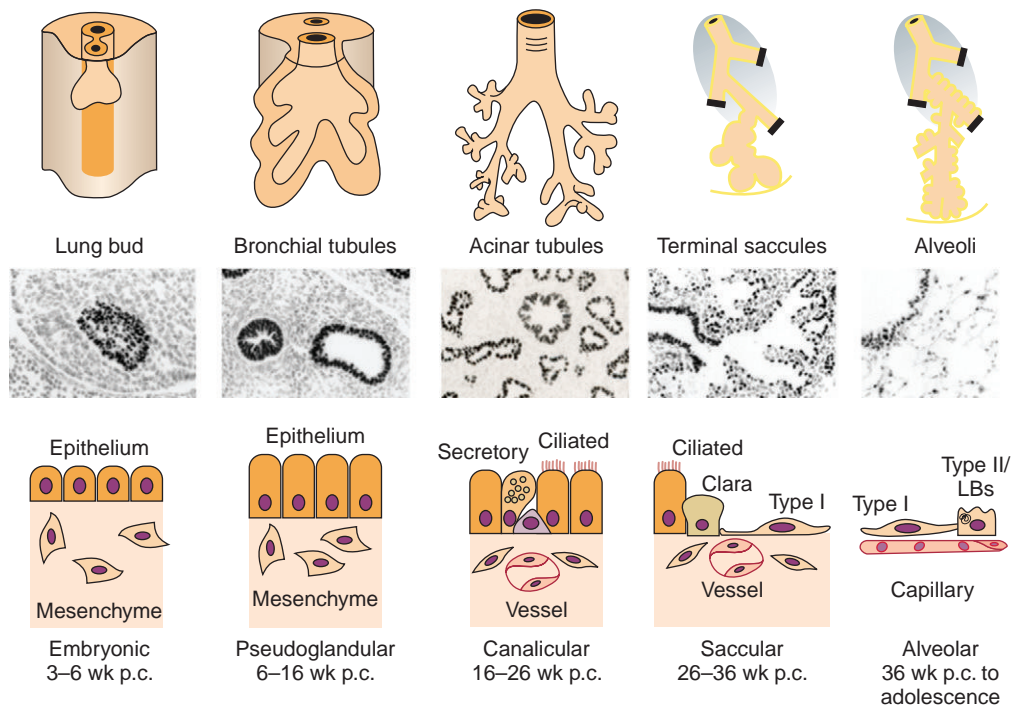 Lung bud
Bronchial tubules
Acinar tubules
Terminal saccules
Alveoli
Epithelium
Mesenchyme
Epithelium
Mesenchyme
Secretory
Ciliated
Vessel
Ciliated
Clara
Type I
Vessel
Type I
Type II/
LBs
Capillary
Embryonic
3–6 wk p.c.
Pseudoglandular
6–16 wk p.c.
Canalicular
16–26 wk p.c.
Saccular
26–36 wk p.c.
Alveolar
36 wk p.c. to
adolescence